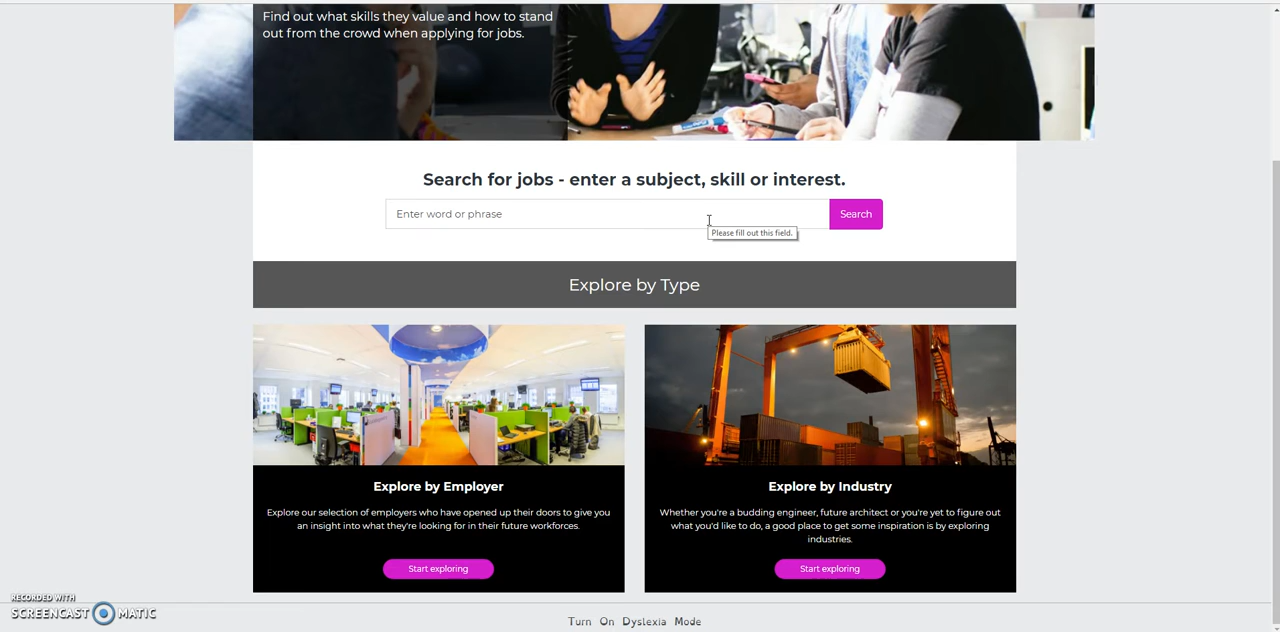 Find out what skills they value and how to stand
out from the crowd when applying for jobs.
Search for jobs - enter a subject, skill or interest.
Enter word or phrase
Search
Please fill out this field.
Explore by Type
Explore by Employer
Explore our selection of employers who have opened up their doors to give you
an insight into what they're looking for in their future workforces.
Start exploring
Explore by Industry
Whether you're a budding engineer, future architect or you're yet to figure out
what you'd like to do, a good place to get some inspiration is by exploring
industries.
Start exploring
RECORDED WITH
SCREENCAST MATIC
Turn On Dyslexia Mode